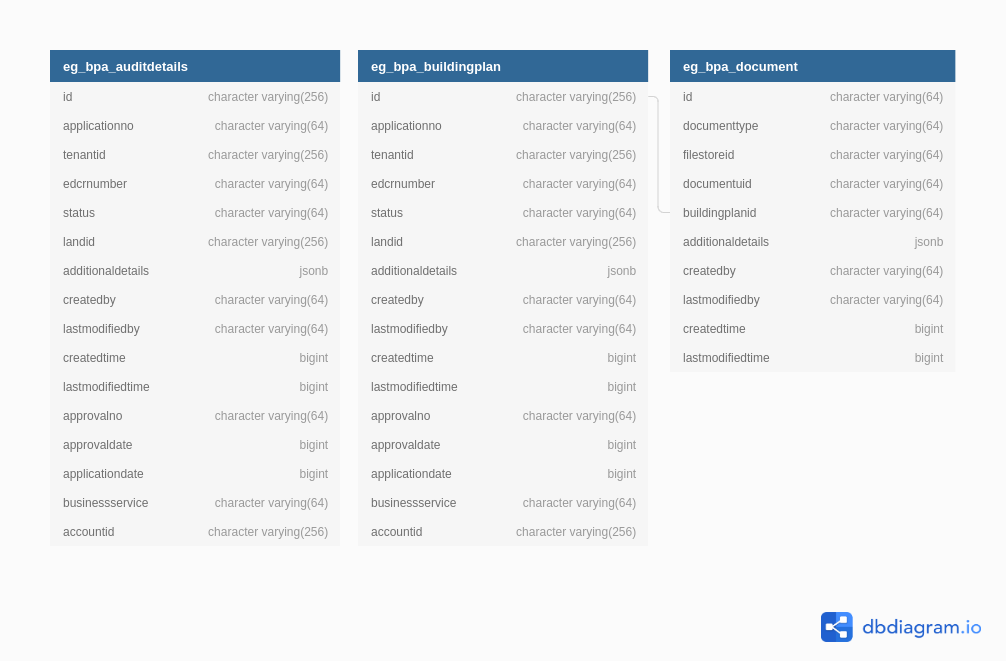 eg_bpa_auditdetails
id character varying(256)
applicationno character varying(64)
tenantid character varying(256)
edcrnumber character varying(64)
status character varying(64)
landid character varying(256)
additionaldetails jsonb
createdby character varying(64)
lastmodifiedby character varying(64)
createdtime bigint
lastmodifiedtime bigint
approvalno character varying(64)
approvaldate bigint
applicationdate bigint
businessservice character varying(64)
accountid character varying(256)
eg_bpa_buildingplan
id character varying(256)
applicationno character varying(64)
tenantid character varying(256)
edcrnumber character varying(64)
status character varying(64)
landid character varying(256)
additionaldetails jsonb
createdby character varying(64)
lastmodifiedby character varying(64)
createdtime bigint
lastmodifiedtime bigint
approvalno character varying(64)
approvaldate bigint
applicationdate bigint
businessservice character varying(64)
accountid character varying(256)
eg_bpa_document
id character varying(64)
documenttype character varying(64)
filestoreid character varying(64)
documentuid character varying(64)
buildingplanid character varying(64)
additionaldetails jsonb
createdby character varying(64)
lastmodifiedby character varying(64)
createdtime bigint
lastmodifiedtime bigint
dbdiagram.io